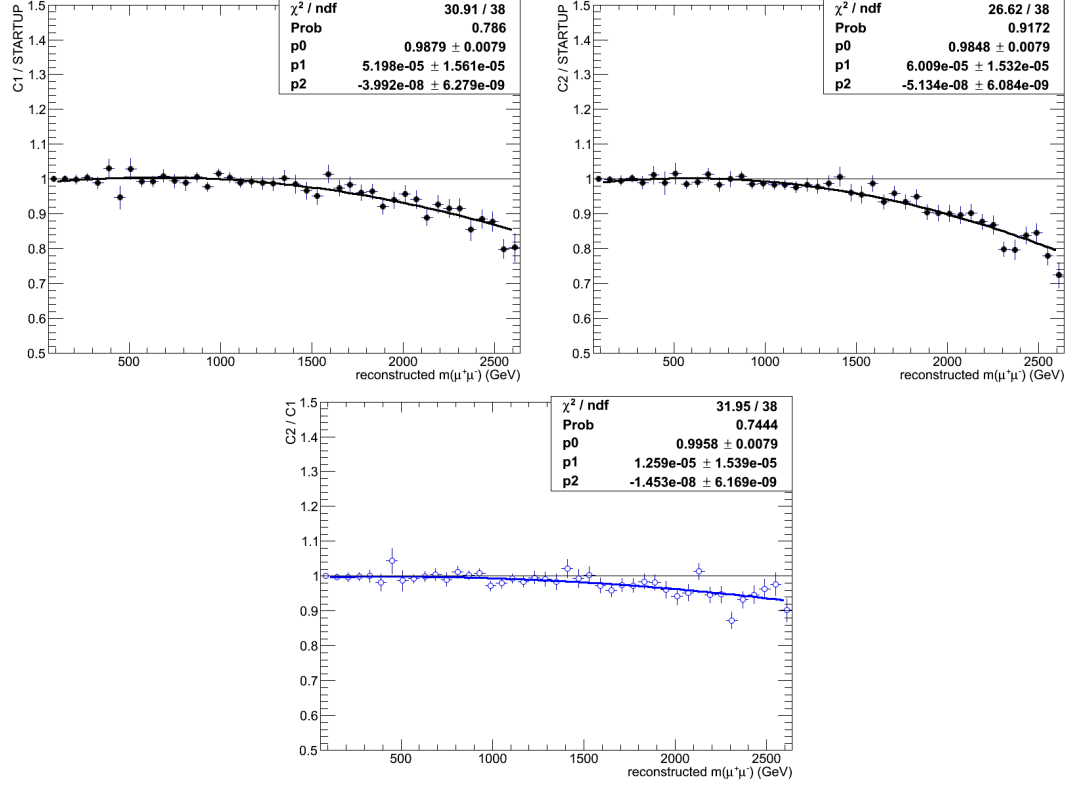 χ² / ndf 30.91 / 38
Prob 0.786
p0 0.9879 ± 0.0079
p1 5.198e-05 ± 1.561e-05
p2 -3.992e-08 ± 6.279e-09
C1 / STARTUP
1.5
1.4
1.3
1.2
1.1
1
0.9
0.8
0.7
0.6
0.5
500 1000 1500 2000 2500
reconstructed m(μ⁺μ⁻) (GeV)
χ² / ndf 26.62 / 38
Prob 0.9172
p0 0.9848 ± 0.0079
p1 6.009e-05 ± 1.532e-05
p2 -5.134e-08 ± 6.084e-09
C2 / STARTUP
1.5
1.4
1.3
1.2
1.1
1
0.9
0.8
0.7
0.6
0.5
500 1000 1500 2000 2500
reconstructed m(μ⁺μ⁻) (GeV)
χ² / ndf 31.95 / 38
Prob 0.7444
p0 0.9958 ± 0.0079
p1 1.259e-05 ± 1.539e-05
p2 -1.453e-08 ± 6.169e-09
C2 / C1
1.5
1.4
1.3
1.2
1.1
1
0.9
0.8
0.7
0.6
0.5
500 1000 1500 2000 2500
reconstructed m(μ⁺μ⁻) (GeV)